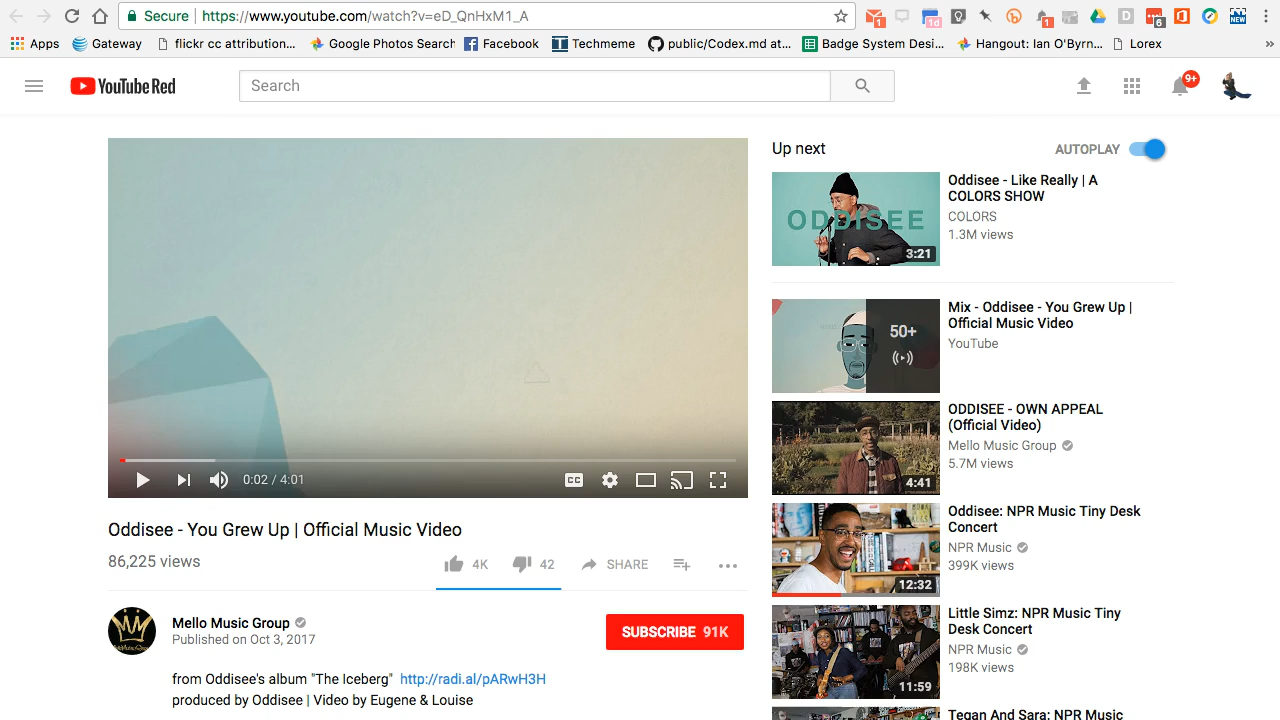 Secure https://www.youtube.com/watch?v=eD_QnHxM1_A
1
1d
1
D
6
NEW
Apps Gateway flickr cc attribution... Google Photos Search Facebook Techmeme public/Codex.md at... Badge System Desi... Hangout: Ian O'Byrn... Lorex »
YouTube Red
Search
9+
Up next
AUTOPLAY
ODDISEE
3:21
Oddisee - Like Really | A
COLORS SHOW
COLORS
1.3M views
50+
Mix - Oddisee - You Grew Up |
Official Music Video
YouTube
4:41
ODDISEE - OWN APPEAL
(Official Video)
Mello Music Group
5.7M views
12:32
Oddisee: NPR Music Tiny Desk
Concert
NPR Music
399K views
11:59
Little Simz: NPR Music Tiny
Desk Concert
NPR Music
198K views
Tegan And Sara: NPR Music
0:02 / 4:01
CC
Oddisee - You Grew Up | Official Music Video
86,225 views
4K 42 SHARE
Mello Music Group
Published on Oct 3, 2017
SUBSCRIBE 91K
from Oddisee's album "The Iceberg" http://radi.al/pARwH3H
produced by Oddisee | Video by Eugene & Louise